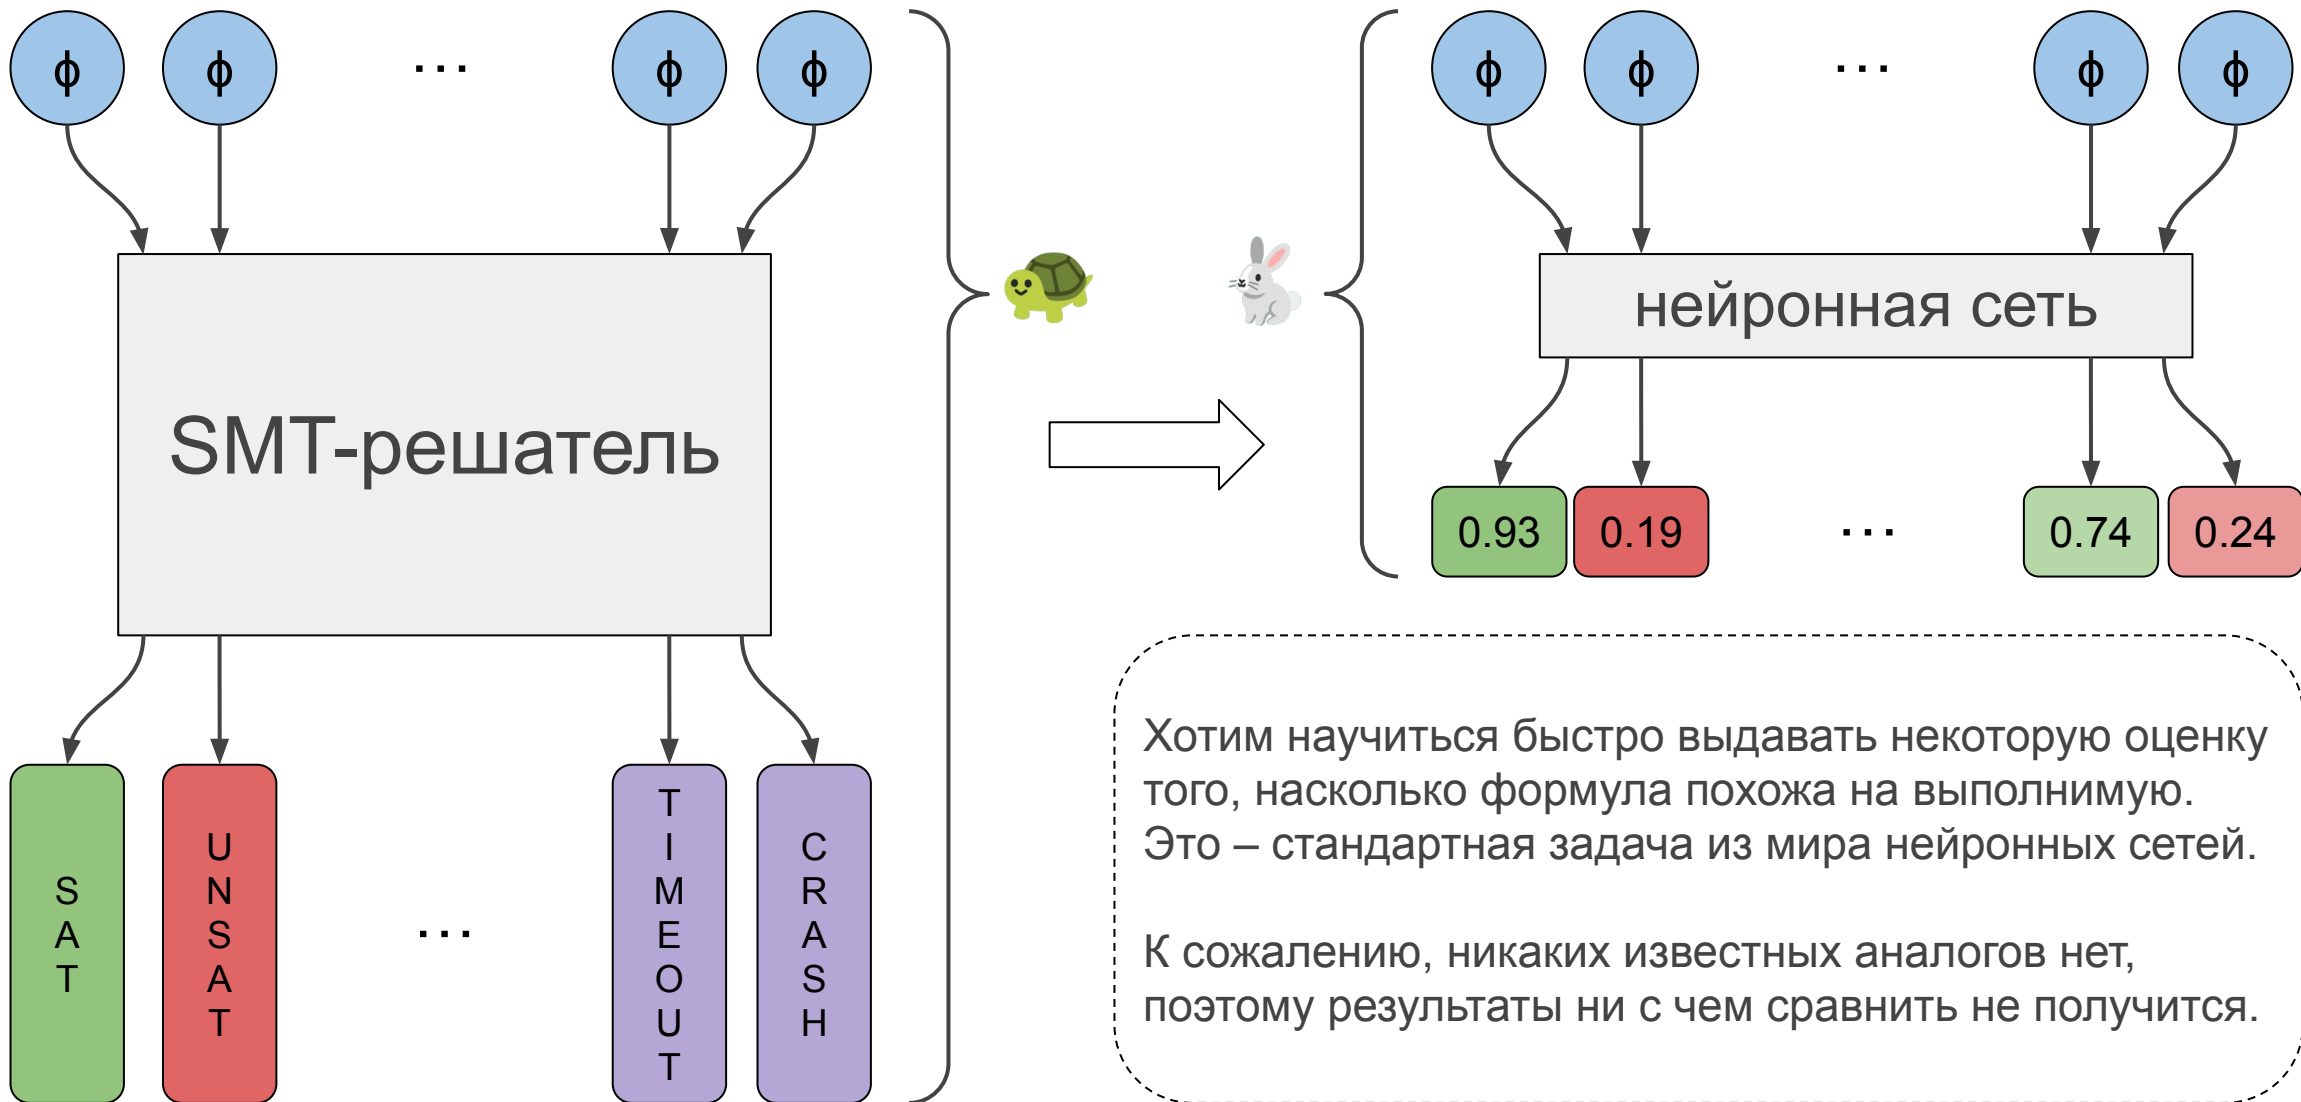 ϕ ϕ ... ϕ ϕ
SMT-решатель
SAT
UNSAT
...
TIMEOUT
CRASH
ϕ ϕ ... ϕ ϕ
нейронная сеть
0.93 0.19 ... 0.74 0.24
Хотим научиться быстро выдавать некоторую оценку
того, насколько формула похожа на выполнимую.
Это – стандартная задача из мира нейронных сетей.
К сожалению, никаких известных аналогов нет,
поэтому результаты ни с чем сравнить не получится.